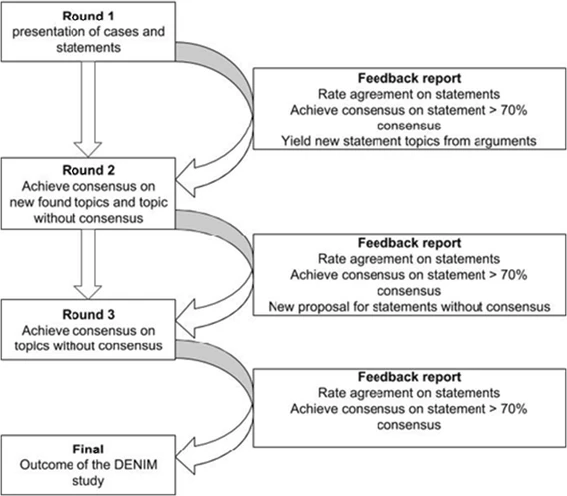 Round 1
presentation of cases and
statements
Feedback report
Rate agreement on statements
Achieve consensus on statement > 70%
consensus
Yield new statement topics from arguments
Round 2
Achieve consensus on
new found topics and topic
without consensus
Feedback report
Rate agreement on statements
Achieve consensus on statement > 70%
consensus
New proposal for statements without consensus
Round 3
Achieve consensus on
topics without consensus
Feedback report
Rate agreement on statements
Achieve consensus on statement > 70%
consensus
Final
Outcome of the DENIM
study